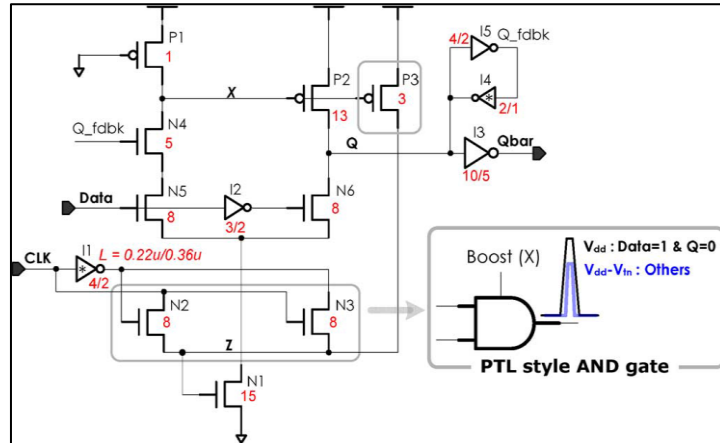 P1
1
X
P2
13
P3
3
4/2
I5
Q_fdbk
I4
*
2/1
Q_fdbk
N4
5
Q
I3
10/5
Qbar
Data
N5
8
I2
3/2
N6
8
CLK
I1
*
4/2
L = 0.22u/0.36u
N2
8
N3
8
Z
N1
15
Boost (X)
Vdd : Data=1 & Q=0
Vdd-Vtn : Others
PTL style AND gate